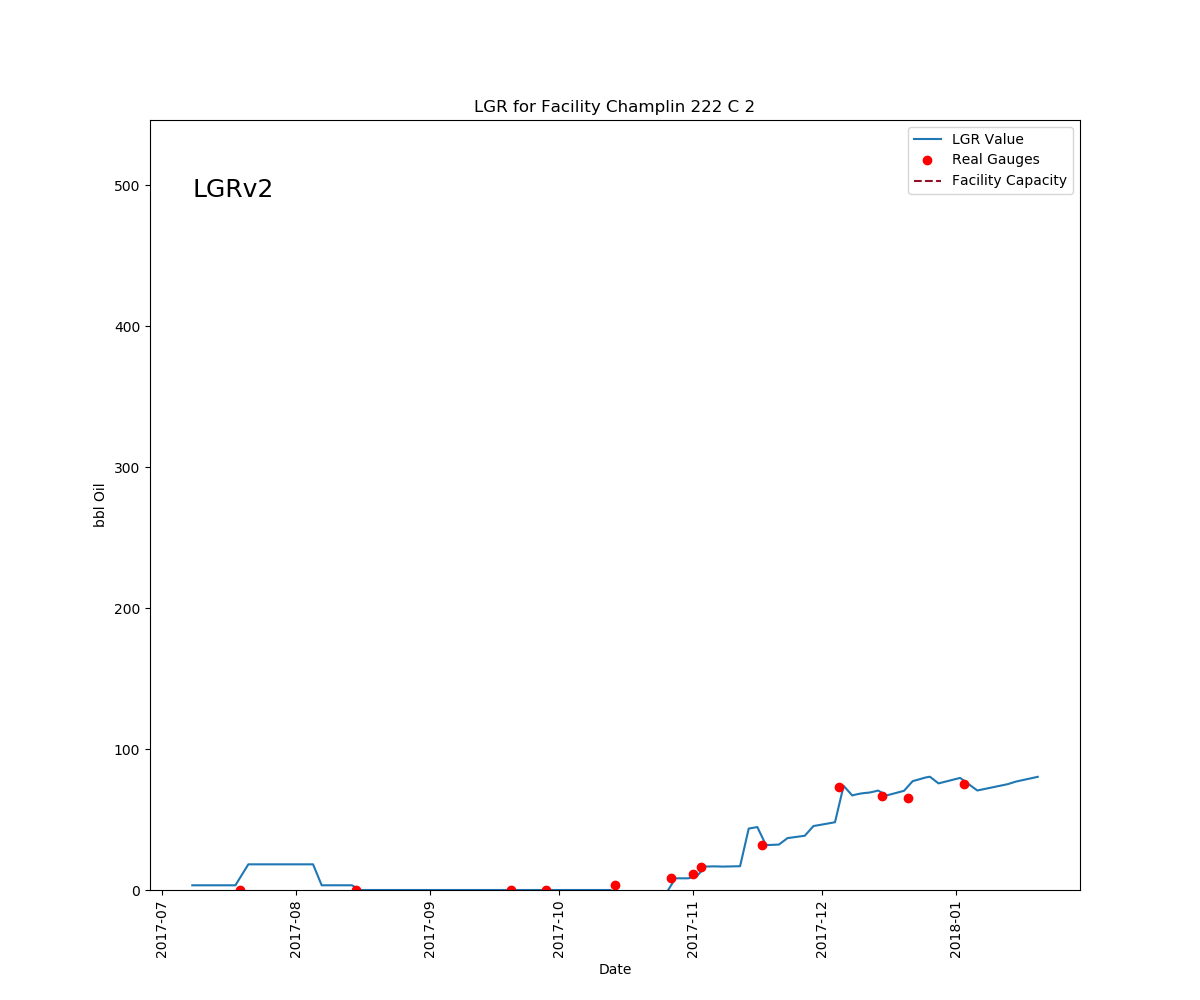 LGR for Facility Champlin 222 C 2
LGR Value
Real Gauges
Facility Capacity
LGRv2
500
400
300
200
100
0
bbl Oil
2017-07
2017-08
2017-09
2017-10
2017-11
2017-12
2018-01
Date